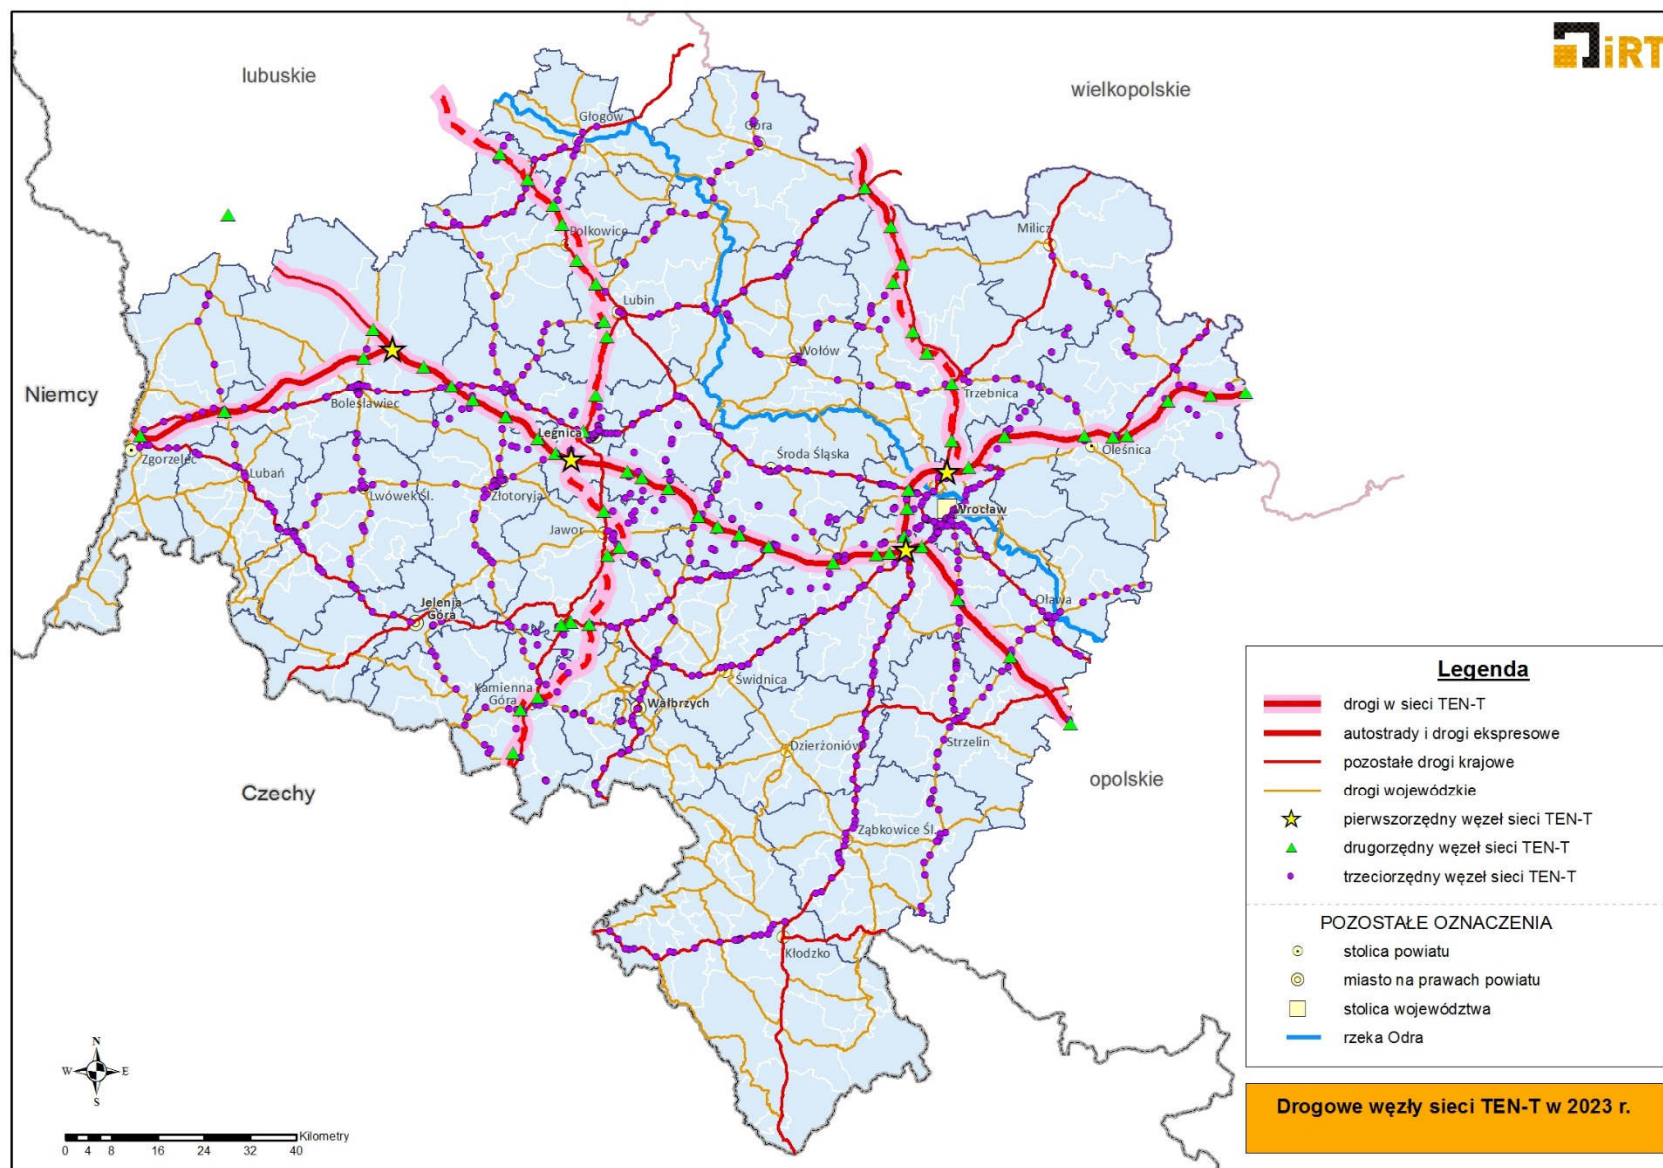 lubuskie
wielkopolskie
iRT
Głogów
Góra
Milicz
Polkowice
Lubin
Wołów
Niemcy
Bolesławiec
Trzebnica
Legnica
Środa Śląska
Oleśnica
Zgorzelec
Lubań
Lwówek Śl.
Złotoryja
Wrocław
Jawor
Jelenia
Góra
Oława
Kamienna
Góra
Świdnica
Wałbrzych
Dzierżoniów
Strzelin
Czechy
opolskie
Ząbkowice Śl.
Kłodzko
Legenda
drogi w sieci TEN-T
autostrady i drogi ekspresowe
pozostałe drogi krajowe
drogi wojewódzkie
pierwszorzędny węzeł sieci TEN-T
drugorzędny węzeł sieci TEN-T
trzeciorzędny węzeł sieci TEN-T
POZOSTAŁE OZNACZENIA
stolica powiatu
miasto na prawach powiatu
stolica województwa
rzeka Odra
Drogowe węzły sieci TEN-T w 2023 r.
N
W E
S
Kilometry
0 4 8 16 24 32 40